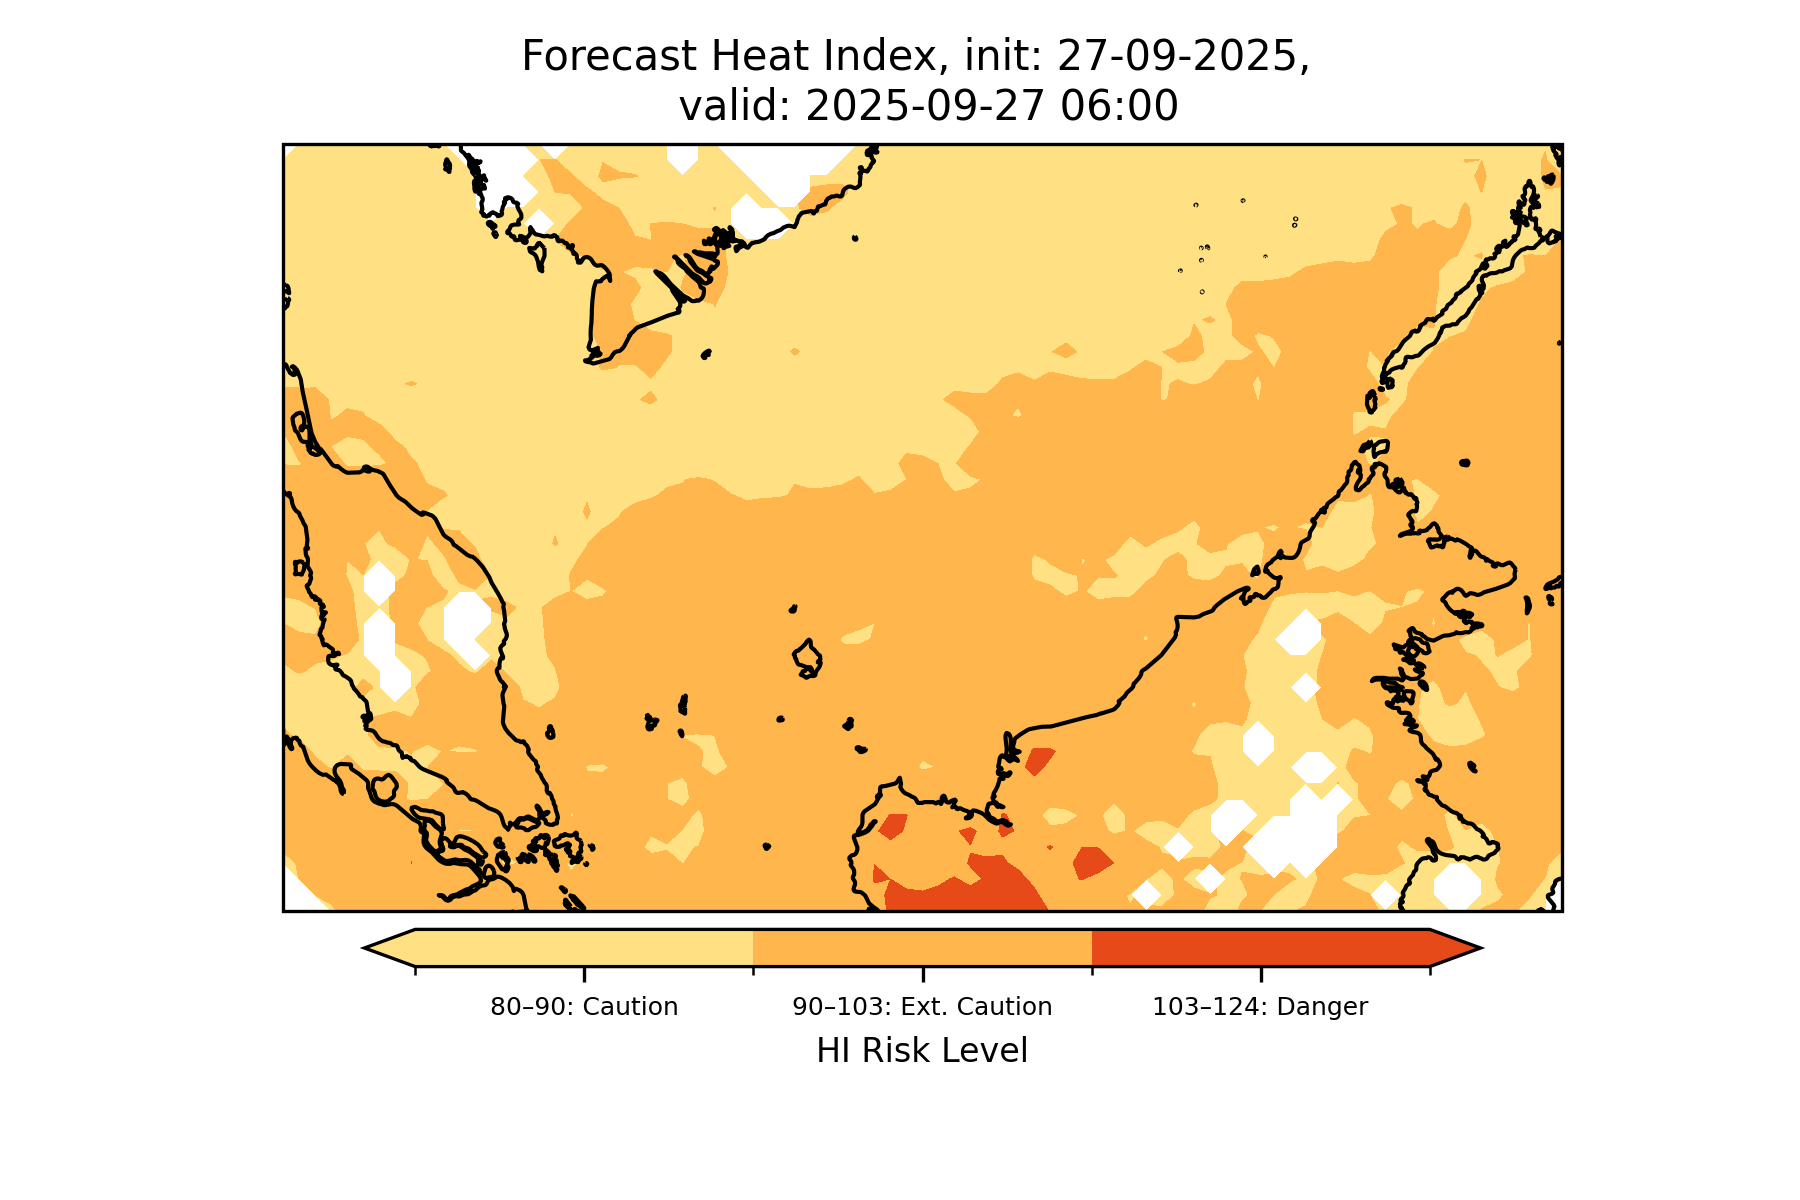 Forecast Heat Index, init: 27-09-2025,
valid: 2025-09-27 06:00
80–90: Caution
90–103: Ext. Caution
103–124: Danger
HI Risk Level